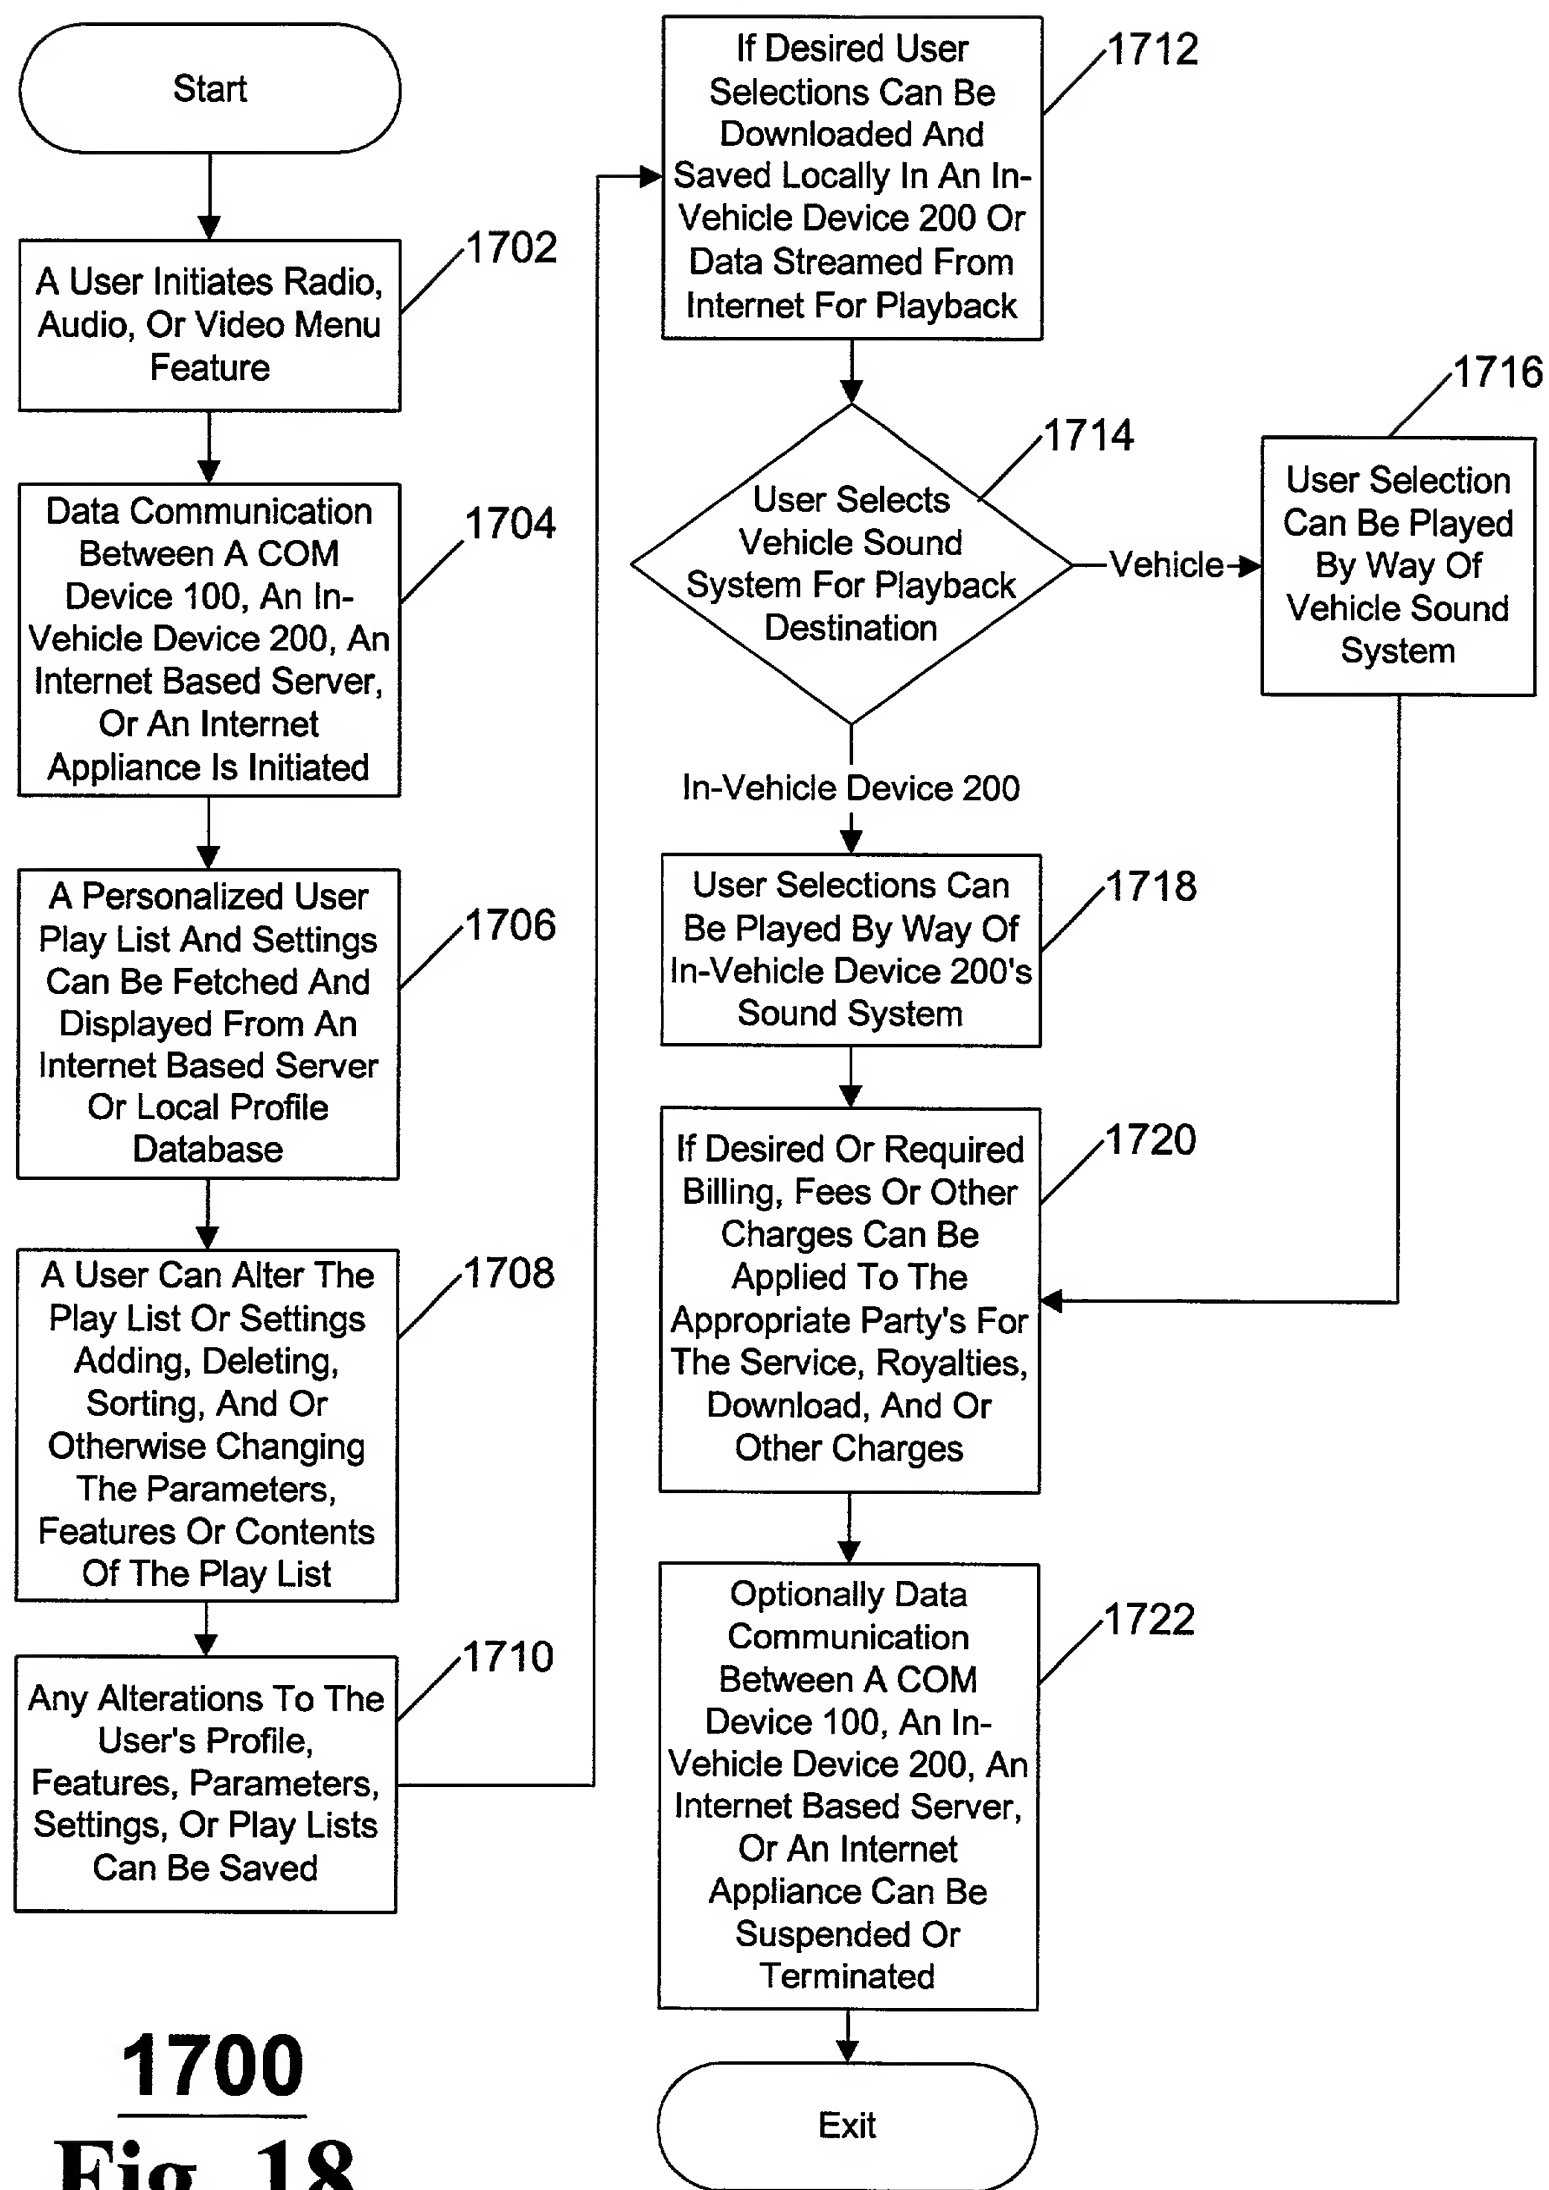 Start
1702
A User Initiates Radio,
Audio, Or Video Menu
Feature
1704
Data Communication
Between A COM
Device 100, An In-
Vehicle Device 200, An
Internet Based Server,
Or An Internet
Appliance Is Initiated
1706
A Personalized User
Play List And Settings
Can Be Fetched And
Displayed From An
Internet Based Server
Or Local Profile
Database
1708
A User Can Alter The
Play List Or Settings
Adding, Deleting,
Sorting, And Or
Otherwise Changing
The Parameters,
Features Or Contents
Of The Play List
1710
Any Alterations To The
User's Profile,
Features, Parameters,
Settings, Or Play Lists
Can Be Saved
1712
If Desired User
Selections Can Be
Downloaded And
Saved Locally In An In-
Vehicle Device 200 Or
Data Streamed From
Internet For Playback
1714
User Selects
Vehicle Sound
System For Playback
Destination
Vehicle
1716
User Selection
Can Be Played
By Way Of
Vehicle Sound
System
In-Vehicle Device 200
1718
User Selections Can
Be Played By Way Of
In-Vehicle Device 200's
Sound System
1720
If Desired Or Required
Billing, Fees Or Other
Charges Can Be
Applied To The
Appropriate Party's For
The Service, Royalties,
Download, And Or
Other Charges
1722
Optionally Data
Communication
Between A COM
Device 100, An In-
Vehicle Device 200, An
Internet Based Server,
Or An Internet
Appliance Can Be
Suspended Or
Terminated
Exit
1700
Fig. 18